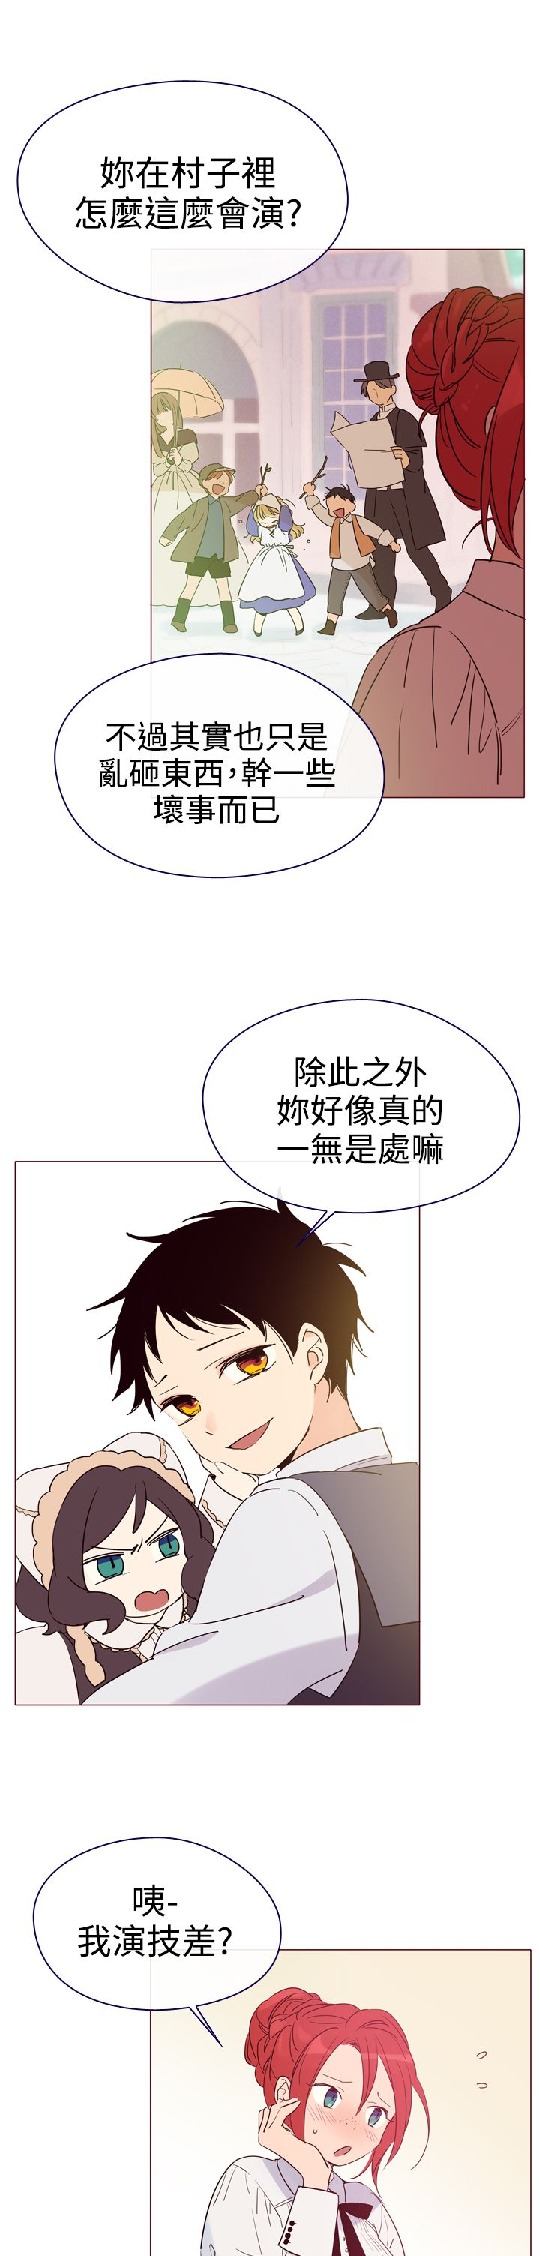 妳在村子裡
怎麼這麼會演?
不過其實也只是
亂砸東西，幹一些
壞事而已
除此之外
妳好像真的
一無是處嘛
咦-
我演技差?